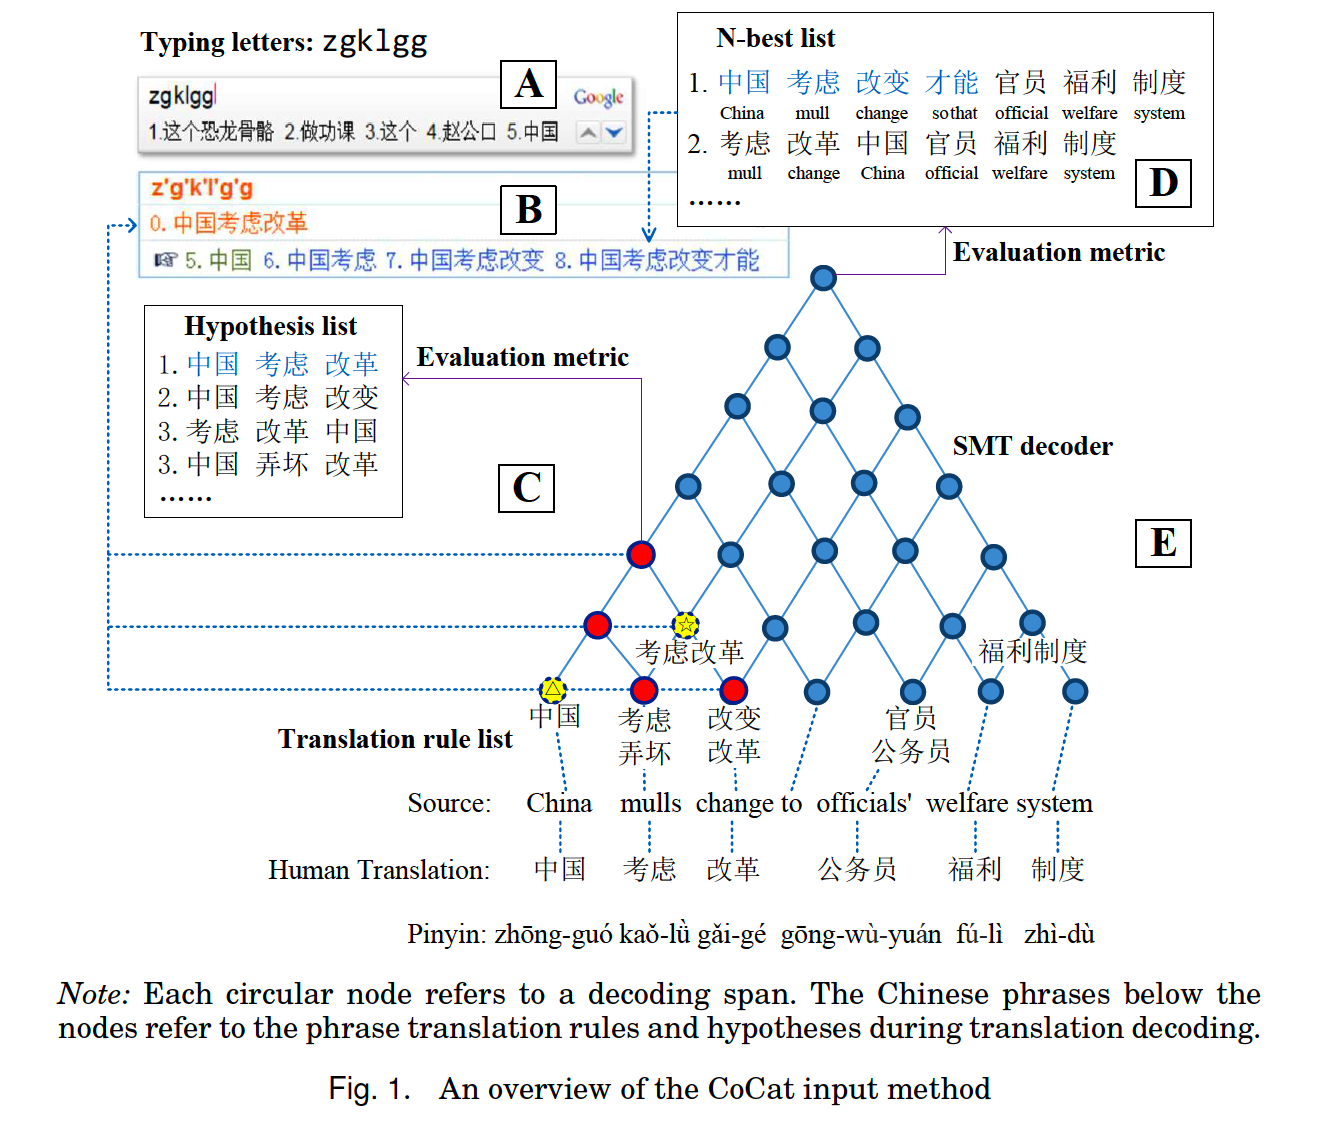 Typing letters: zgklgg
zgklgg
A
Google
1.这个恐龙骨骼 2.做功课 3.这个 4.赵公口 5.中国
z'g'k'l'g'g
B
0. 中国考虑改革
5. 中国 6. 中国考虑 7. 中国考虑改变 8. 中国考虑改变才能
N-best list
1. 中国 考虑 改变 才能 官员 福利 制度
China mull change sothat official welfare system
2. 考虑 改革 中国 官员 福利 制度
mull change China official welfare system
......
D
Evaluation metric
Hypothesis list
1. 中国 考虑 改革
2. 中国 考虑 改变
3. 考虑 改革 中国
3. 中国 弄坏 改革
......
Evaluation metric
C
SMT decoder
E
考虑改革
福利制度
中国
考虑
弄坏
改变
改革
官员
公务员
Translation rule list
Source: China mulls change to officials' welfare system
Human Translation: 中国 考虑 改革 公务员 福利 制度
Pinyin: zhōng-guó kaǒ-lǜ gǎi-gé gōng-wù-yuán fú-lì zhì-dù
Note: Each circular node refers to a decoding span. The Chinese phrases below the
nodes refer to the phrase translation rules and hypotheses during translation decoding.
Fig. 1. An overview of the CoCat input method